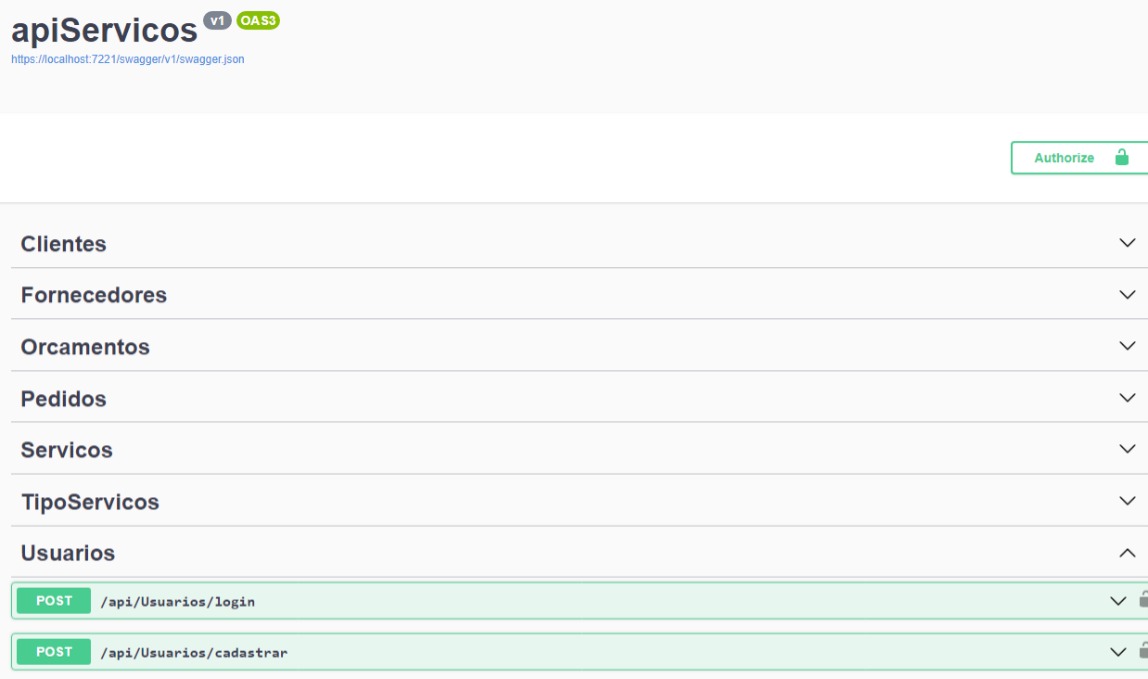 apiServicos v1 OAS3
https://localhost:7221/swagger/v1/swagger.json
Authorize
Clientes
Fornecedores
Orcamentos
Pedidos
Servicos
TipoServicos
Usuarios
POST /api/Usuarios/login
POST /api/Usuarios/cadastrar